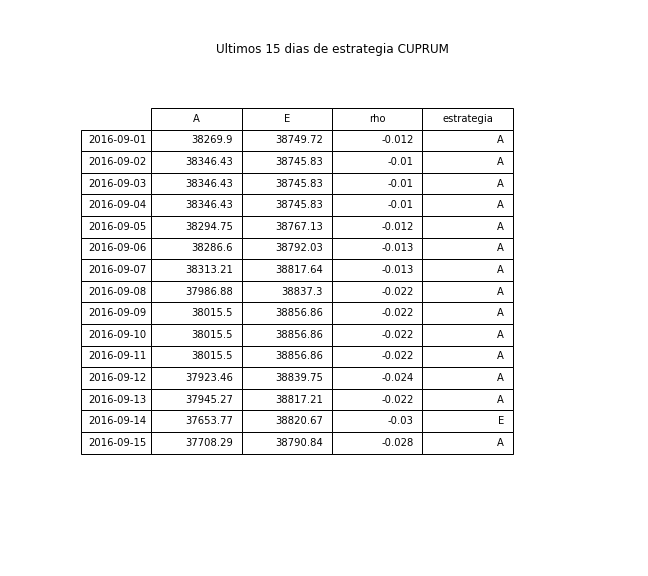 Ultimos 15 dias de estrategia CUPRUM
A E rho estrategia
2016-09-01 38269.9 38749.72 -0.012 A
2016-09-02 38346.43 38745.83 -0.01 A
2016-09-03 38346.43 38745.83 -0.01 A
2016-09-04 38346.43 38745.83 -0.01 A
2016-09-05 38294.75 38767.13 -0.012 A
2016-09-06 38286.6 38792.03 -0.013 A
2016-09-07 38313.21 38817.64 -0.013 A
2016-09-08 37986.88 38837.3 -0.022 A
2016-09-09 38015.5 38856.86 -0.022 A
2016-09-10 38015.5 38856.86 -0.022 A
2016-09-11 38015.5 38856.86 -0.022 A
2016-09-12 37923.46 38839.75 -0.024 A
2016-09-13 37945.27 38817.21 -0.022 A
2016-09-14 37653.77 38820.67 -0.03 E
2016-09-15 37708.29 38790.84 -0.028 A